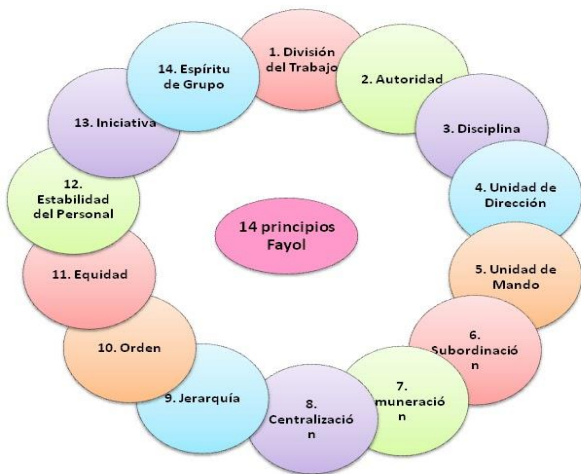 1. División
del Trabajo
2. Autoridad
3. Disciplina
4. Unidad de
Dirección
5. Unidad de
Mando
6.
Subordinació
n
7.
muneració
n
8.
Centralizació
n
9. Jerarquía
10. Orden
11. Equidad
12.
Estabilidad
del Personal
13. Iniciativa
14. Espíritu
de Grupo
14 principios
Fayol